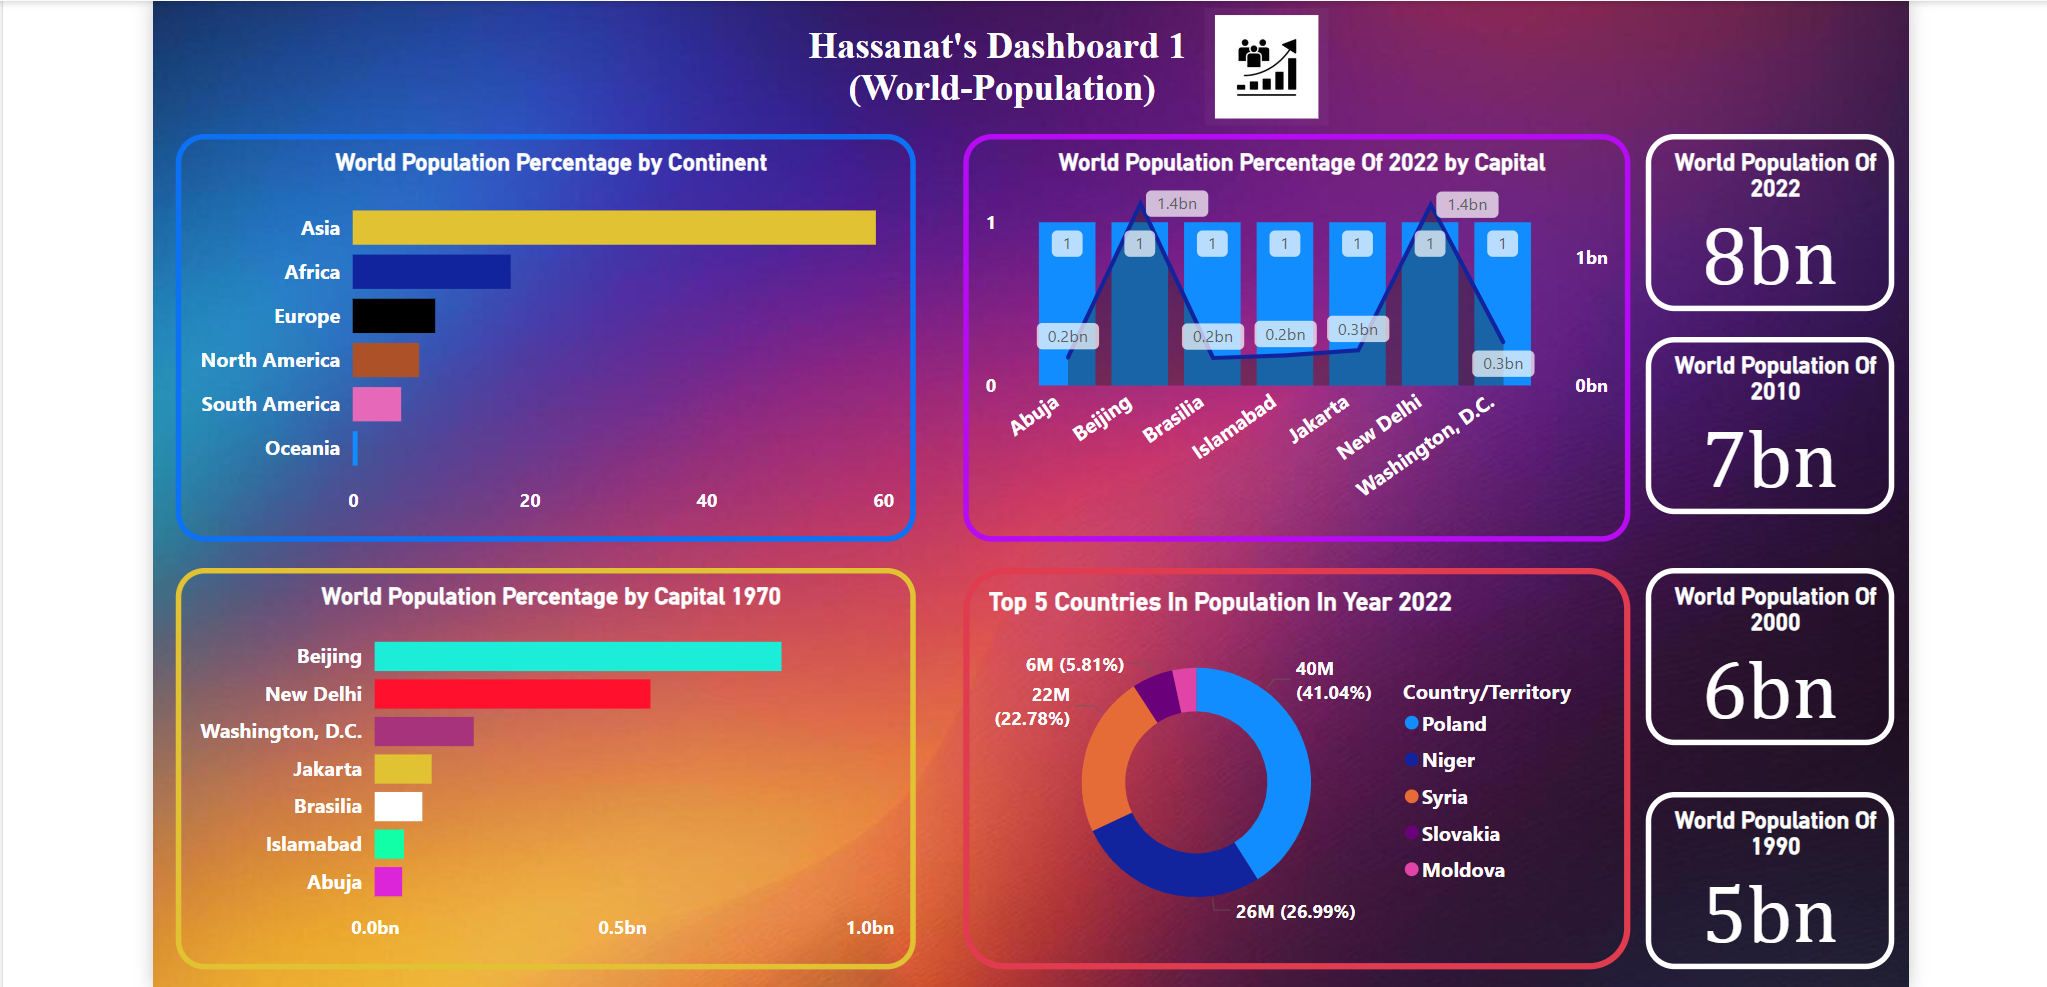 Hassanat's Dashboard 1
(World-Population)
World Population Percentage by Continent
Asia
Africa
Europe
North America
South America
Oceania
0 20 40 60
World Population Percentage Of 2022 by Capital
1.4bn 1.4bn
1
1 1 1 1 1 1 1
1bn
0.2bn 0.2bn 0.2bn 0.3bn
0.3bn
0 0bn
Abuja Beijing Brasilia Islamabad Jakarta New Delhi Washington, D.C.
World Population Of
2022
8bn
World Population Of
2010
7bn
World Population Percentage by Capital 1970
Beijing
New Delhi
Washington, D.C.
Jakarta
Brasilia
Islamabad
Abuja
0.0bn 0.5bn 1.0bn
Top 5 Countries In Population In Year 2022
6M (5.81%)
22M
(22.78%)
40M
(41.04%)
26M (26.99%)
Country/Territory
Poland
Niger
Syria
Slovakia
Moldova
World Population Of
2000
6bn
World Population Of
1990
5bn